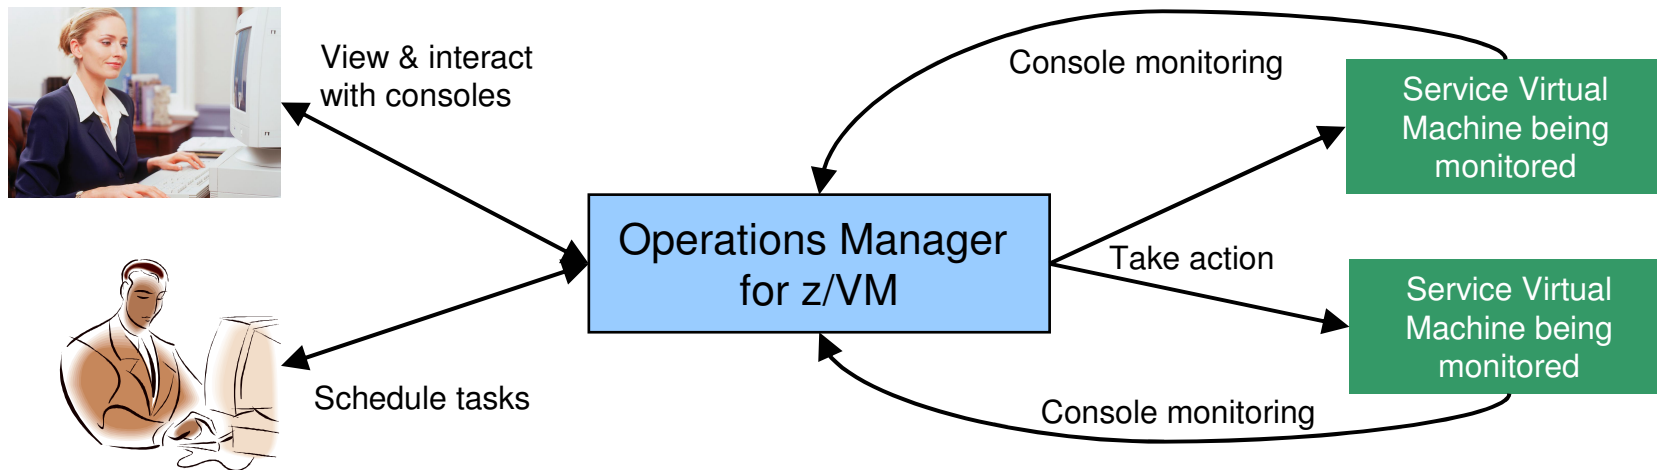 View & interact
with consoles
Console monitoring
Service Virtual
Machine being
monitored
Operations Manager
for z/VM
Take action
Service Virtual
Machine being
monitored
Schedule tasks
Console monitoring